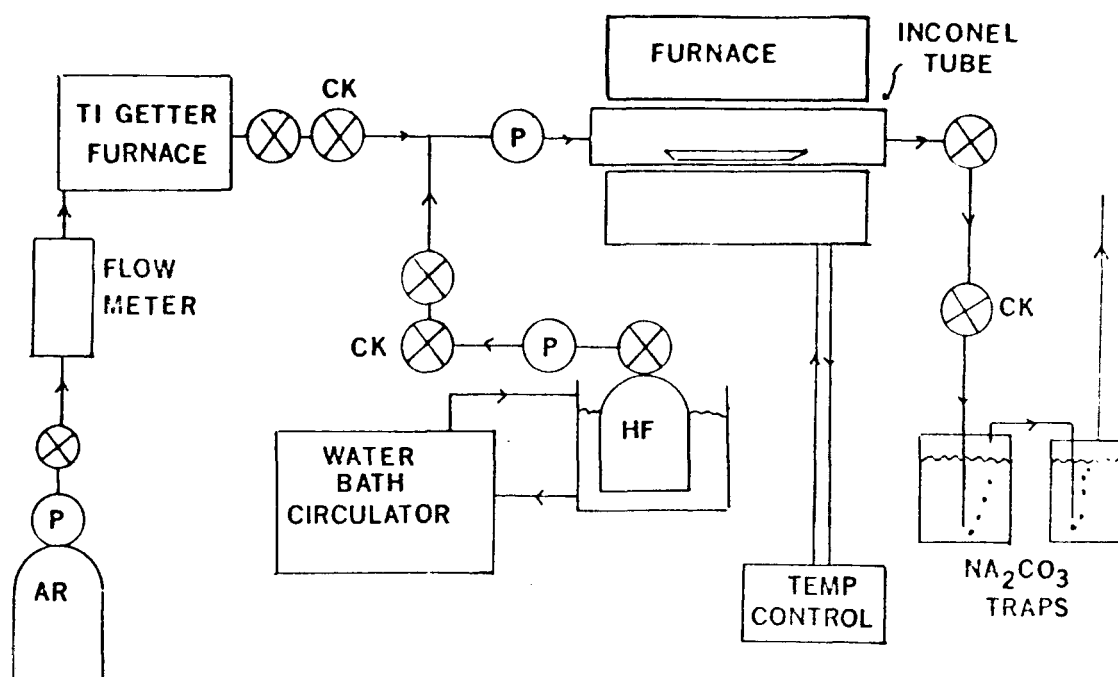 FURNACE
INCONEL
TUBE
CK
TI GETTER
FURNACE
P
FLOW
METER
CK
P
CK
HF
WATER
BATH
CIRCULATOR
P
AR
TEMP
CONTROL
NA₂CO₃
TRAPS